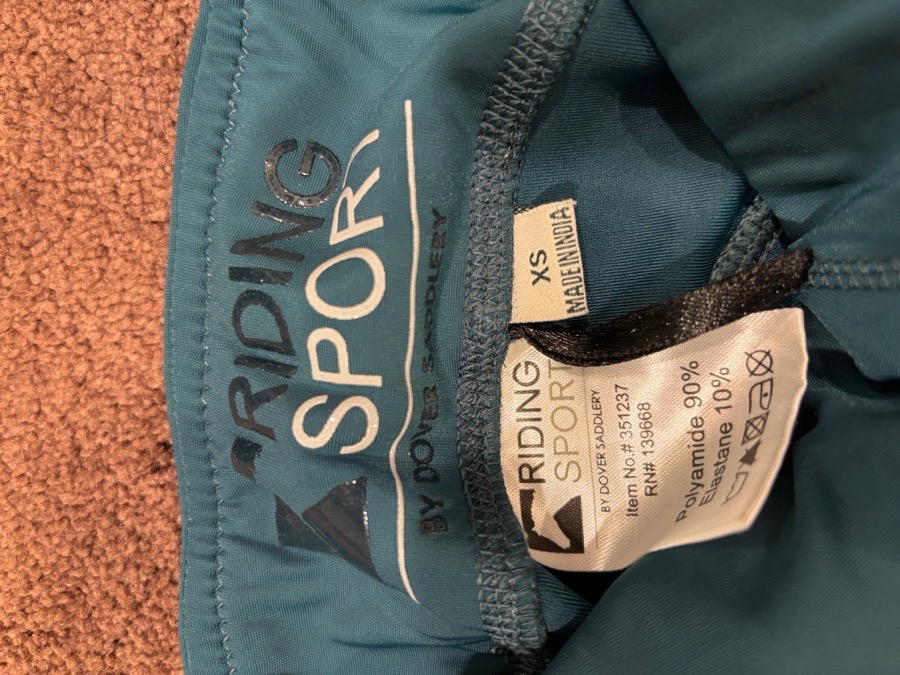 RIDING
SPORT
BY DOVER SADDLERY
XS
MADE IN INDIA
RIDING
SPORT
BY DOVER SADDLERY
Item No.# 351237
RN# 139668
Polyamide 90%
Elastane 10%